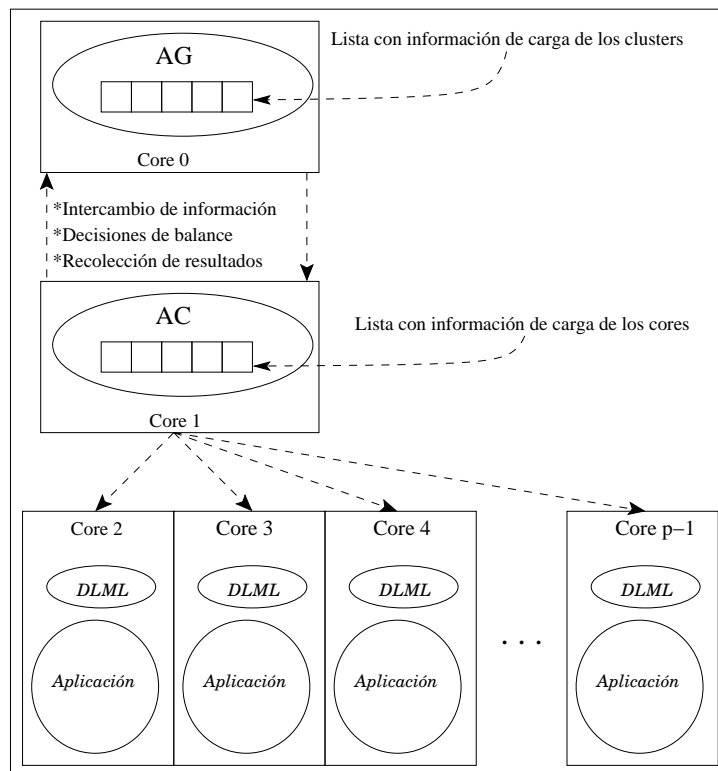 Lista con información de carga de los clusters
AG
Core 0
*Intercambio de información
*Decisiones de balance
*Recolección de resultados
AC
Lista con información de carga de los cores
Core 1
Core 2
Core 3
Core 4
Core p−1
DLML
DLML
DLML
DLML
. . .
Aplicación
Aplicación
Aplicación
Aplicación